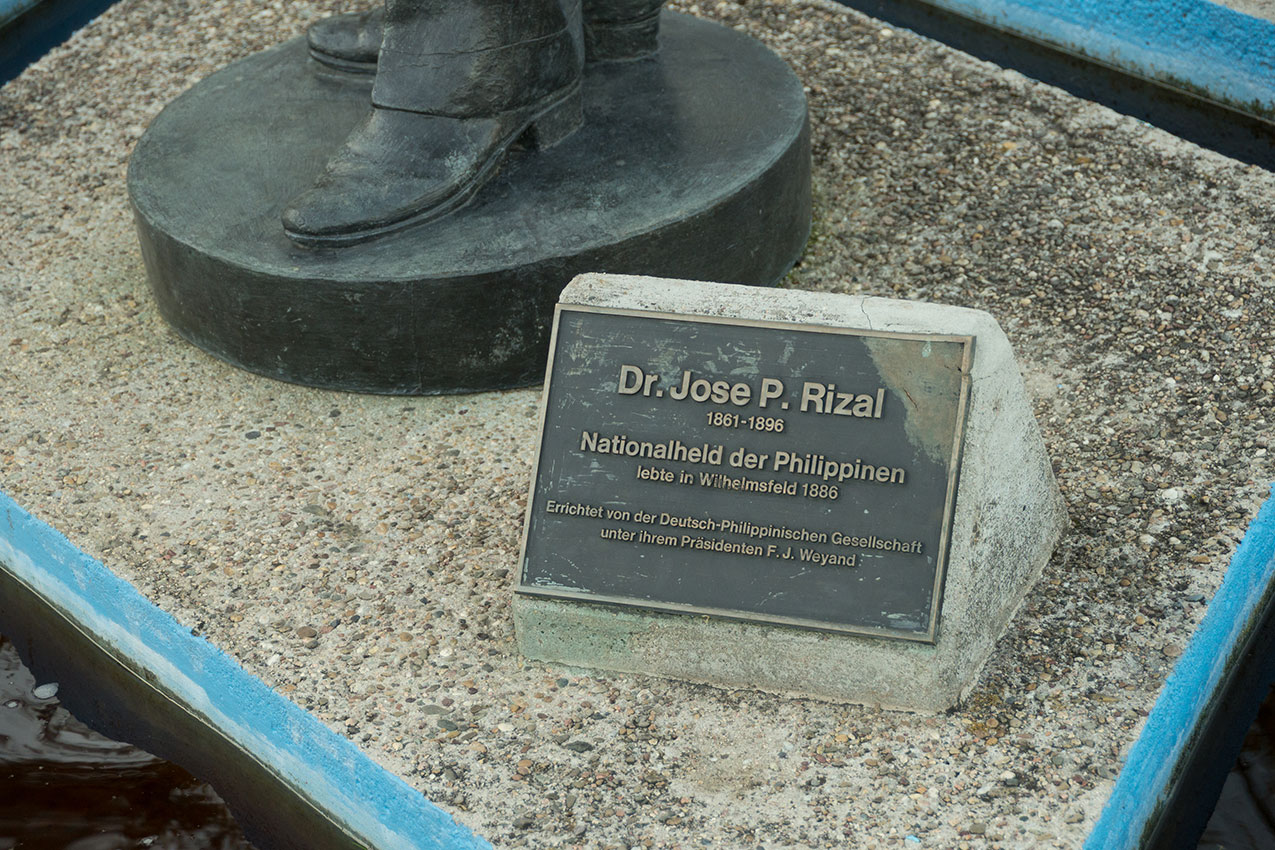 Dr. Jose P. Rizal
1861-1896
Nationalheld der Philippinen
lebte in Wilhelmsfeld 1886
Errichtet von der Deutsch-Philippinischen Gesellschaft
unter ihrem Präsidenten F. J. Weyand